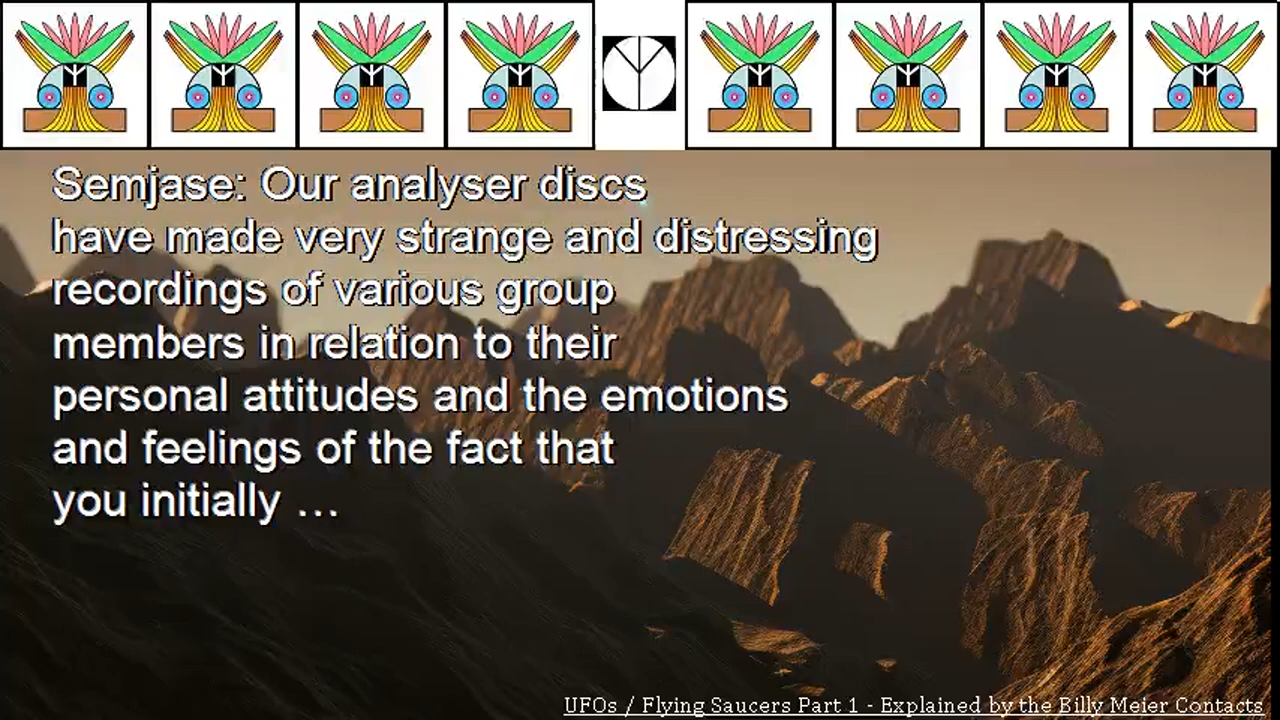 Semjase: Our analyser discs
have made very strange and distressing
recordings of various group
members in relation to their
personal attitudes and the emotions
and feelings of the fact that
you initially …
UFOs / Flying Saucers Part 1 - Explained by the Billy Meier Contacts